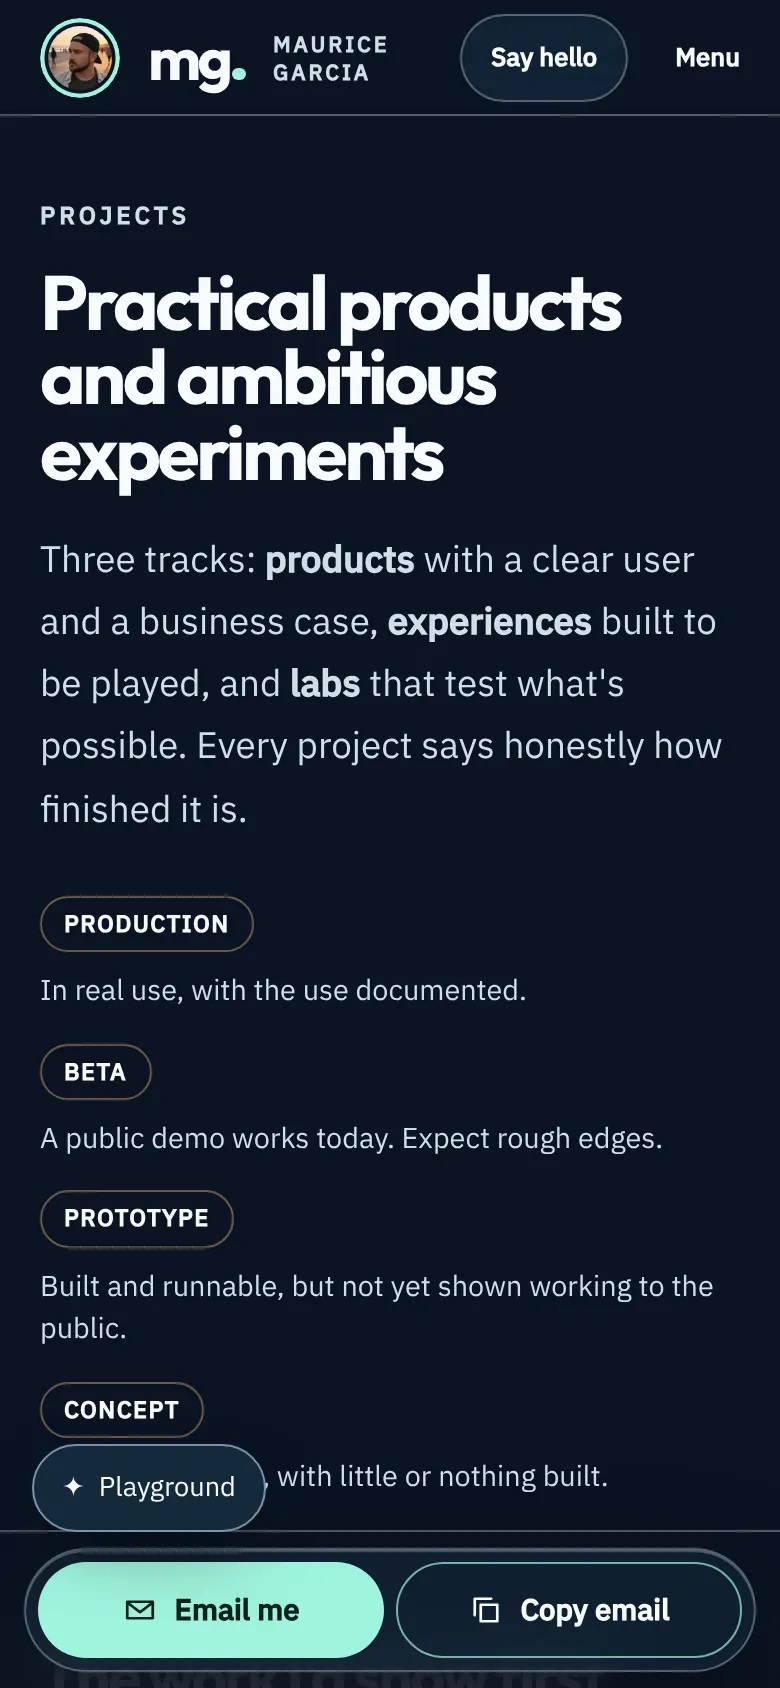 mg.
MAURICE
GARCIA
Say hello
Menu
PROJECTS
Practical products
and ambitious
experiments
Three tracks: products with a clear user
and a business case, experiences built to
be played, and labs that test what's
possible. Every project says honestly how
finished it is.
PRODUCTION
In real use, with the use documented.
BETA
A public demo works today. Expect rough edges.
PROTOTYPE
Built and runnable, but not yet shown working to the
public.
CONCEPT
, with little or nothing built.
✦ Playground
Email me
Copy email
The work I'd show first